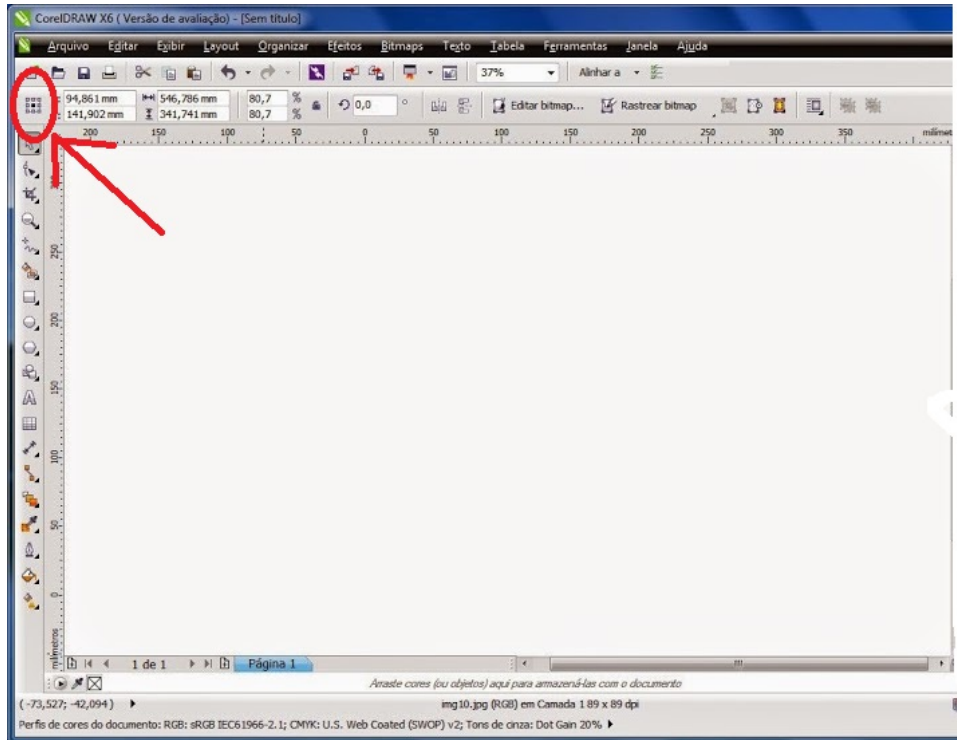 CorelDRAW X6 ( Versão de avaliação) - [Sem título]
Arquivo Editar Exibir Layout Organizar Efeitos Bitmaps Texto Tabela Ferramentas Janela Ajuda
37% Alinhar a
94,861 mm 546,786 mm 80,7 % 0,0 ° Editar bitmap... Rastrear bitmap
141,902 mm 341,741 mm 80,7 %
200 150 100 50 0 50 100 150 200 250 300 350
250
200
150
100
50
0
milímetros
1 de 1 Página 1
Arraste cores (ou objetos) aqui para armazená-las com o documento
(-73,527; -42,094) img10.jpg (RGB) em Camada 1 89 x 89 dpi
Perfis de cores do documento: RGB: sRGB IEC61966-2.1; CMYK: U.S. Web Coated (SWOP) v2; Tons de cinza: Dot Gain 20%